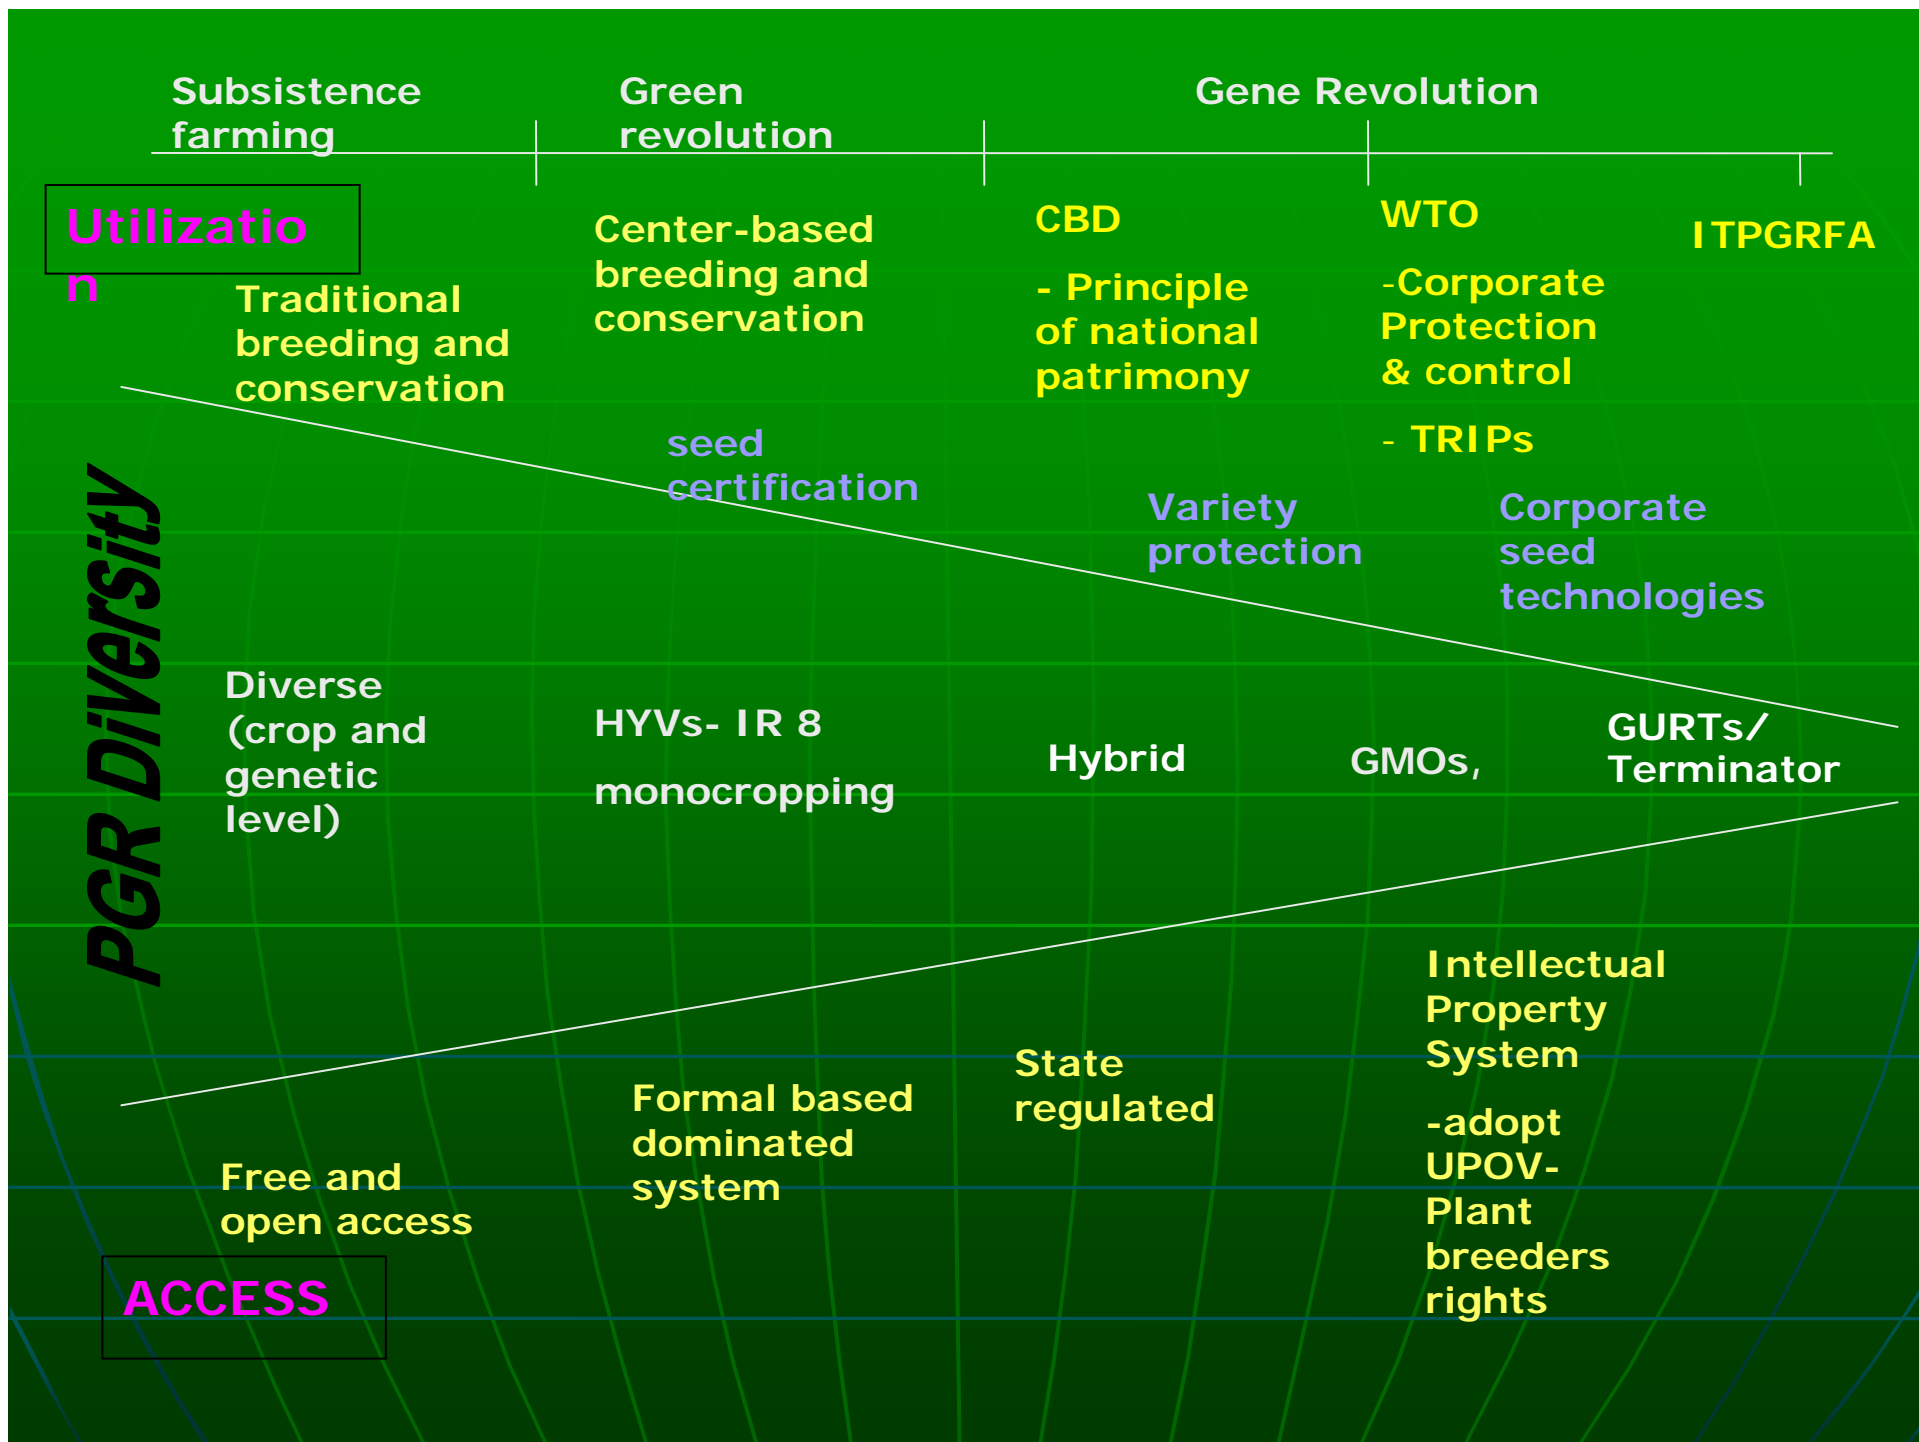 Subsistence
farming
Green
revolution
Gene Revolution
Utilizatio
n
Traditional
breeding and
conservation
Center-based
breeding and
conservation
CBD
- Principle
of national
patrimony
WTO
-Corporate
Protection
& control
- TRIPs
ITPGRFA
seed
certification
Variety
protection
Corporate
seed
technologies
PGR Diversity
Diverse
(crop and
genetic
level)
HYVs- IR 8
monocropping
Hybrid
GMOs,
GURTs/
Terminator
Free and
open access
Formal based
dominated
system
State
regulated
Intellectual
Property
System
-adopt
UPOV-
Plant
breeders
rights
ACCESS